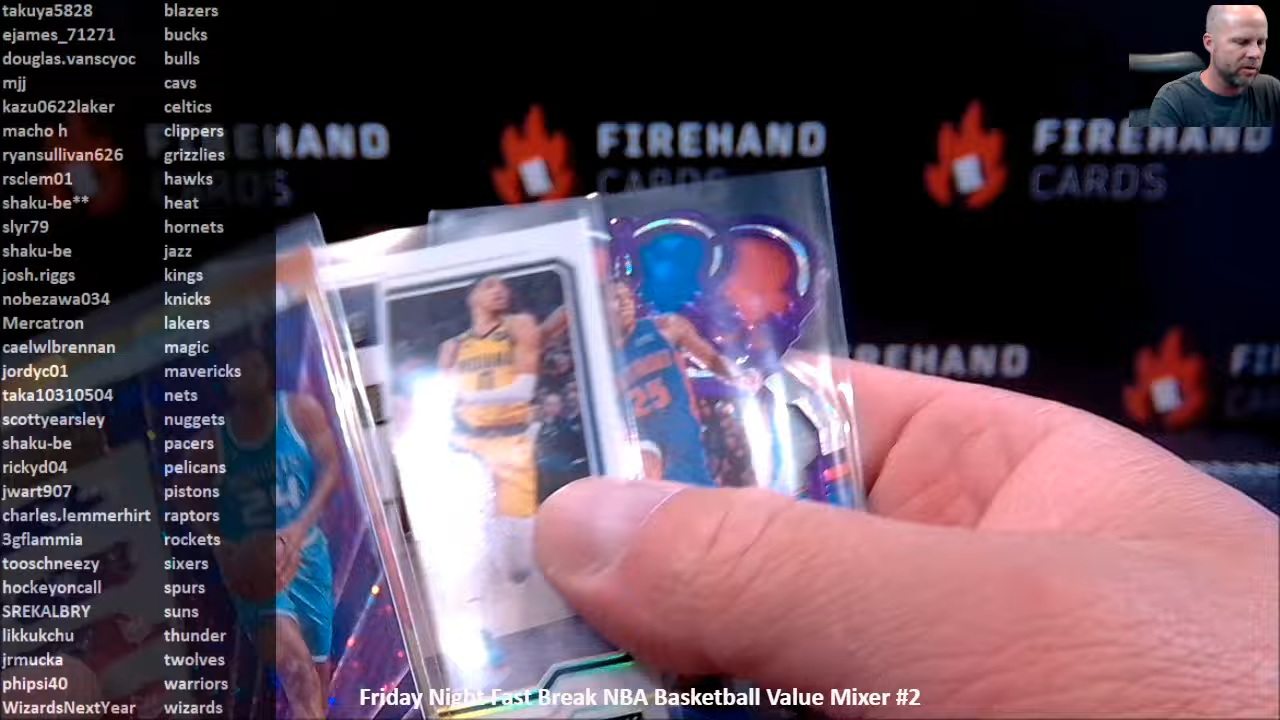 takuya5828 blazers
ejames_71271 bucks
douglas.vanscyoc bulls
mjj cavs
kazu0622laker celtics
macho h clippers
ryansullivan626 grizzlies
rsclem01 hawks
shaku-be** heat
slyr79 hornets
shaku-be jazz
josh.riggs kings
nobezawa034 knicks
Mercatron lakers
caelwlbrennan magic
jordyc01 mavericks
taka10310504 nets
scottyearsley nuggets
shaku-be pacers
rickyd04 pelicans
jwart907 pistons
charles.lemmerhirt raptors
3gflammia rockets
tooschneezy sixers
hockeyoncall spurs
SREKALBRY suns
likkukchu thunder
jrmucka twolves
phipsi40 warriors
WizardsNextYear wizards
FIREHAND
CARDS
FIREHAND
CARDS
FIREHAND
CARDS
25
24
Friday Night Fast Break NBA Basketball Value Mixer #2